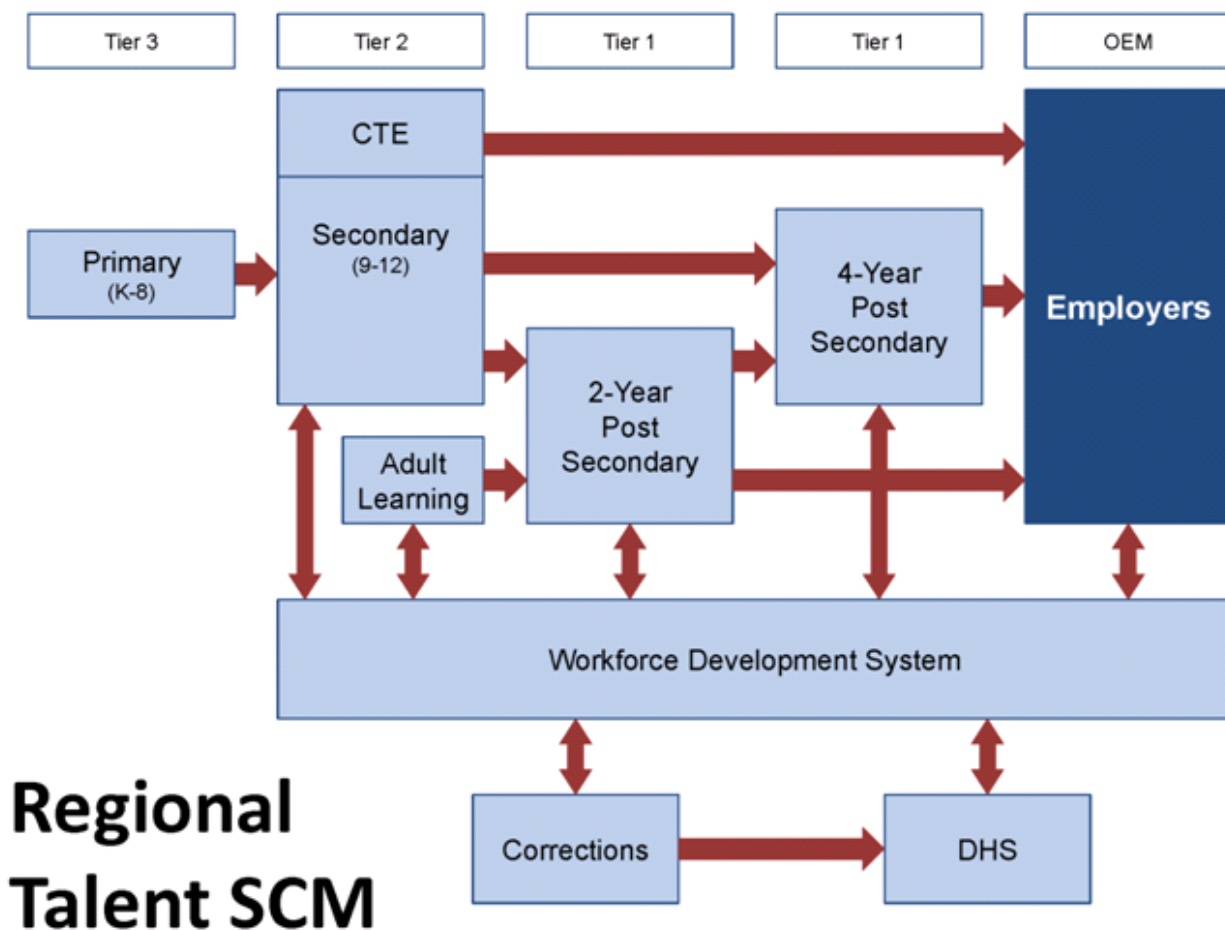 Tier 3
Tier 2
Tier 1
Tier 1
OEM
CTE
Secondary
(9-12)
Primary
(K-8)
4-Year
Post
Secondary
Employers
2-Year
Post
Secondary
Adult
Learning
Workforce Development System
Corrections
DHS
Regional
Talent SCM